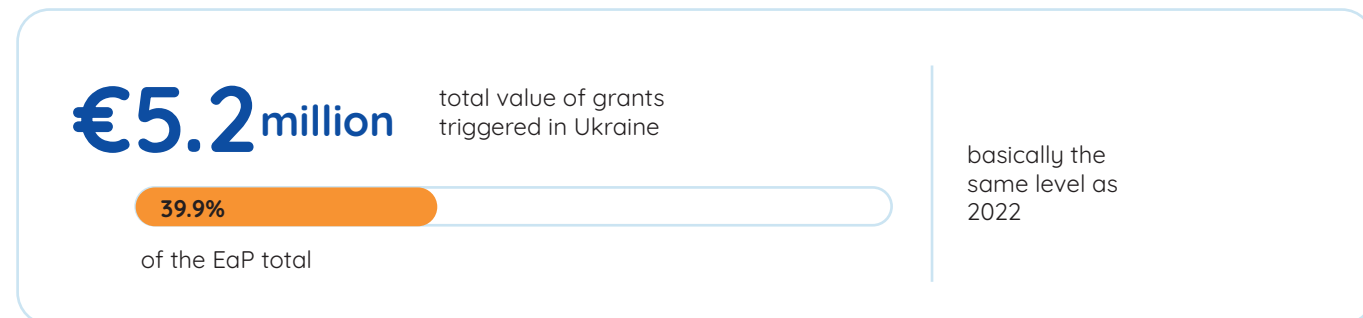 €5.2 million
total value of grants
triggered in Ukraine
39.9%
of the EaP total
basically the
same level as
2022